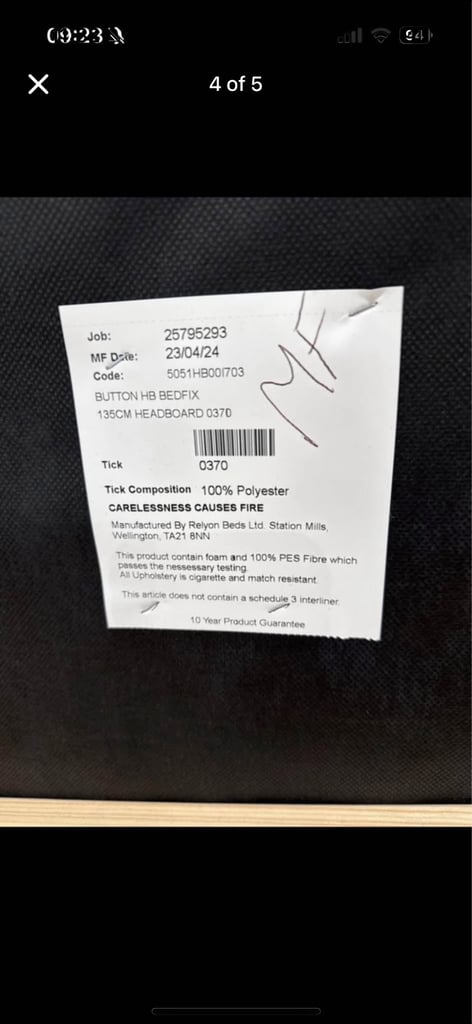 09:23
94
4 of 5
Job: 25795293
MF Date: 23/04/24
Code: 5051HB001703
BUTTON HB BEDFIX
135CM HEADBOARD 0370
Tick 0370
Tick Composition 100% Polyester
CARELESSNESS CAUSES FIRE
Manufactured By Relyon Beds Ltd. Station Mills,
Wellington, TA21 8NN
This product contain foam and 100% PES Fibre which
passes the nessessary testing.
All Upholstery is cigarette and match resistant.
This article does not contain a schedule 3 interliner.
10 Year Product Guarantee
MF